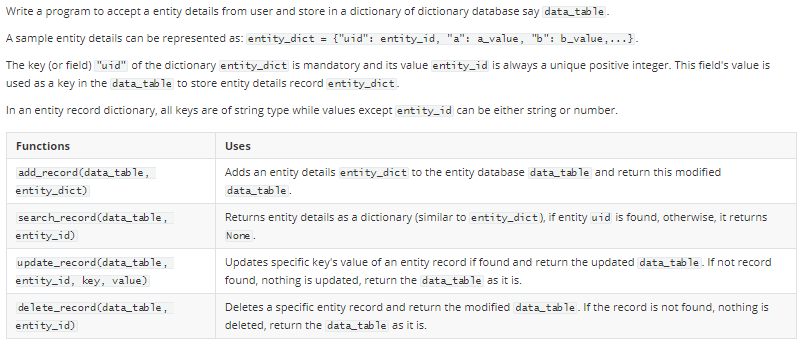 Write a program to accept a entity details from user and store in a dictionary of dictionary database say data_table.
A sample entity details can be represented as: entity_dict = {"uid": entity_id, "a": a_value, "b": b_value,...}.
The key (or field) "uid" of the dictionary entity_dict is mandatory and its value entity_id is always a unique positive integer. This field's value is
used as a key in the data_table to store entity details record entity_dict.
In an entity record dictionary, all keys are of string type while values except entity_id can be either string or number.
Functions
Uses
add_record(data_table,
entity_dict)
Adds an entity details entity_dict to the entity database data_table and return this modified
data_table.
search_record(data_table,
entity_id)
Returns entity details as a dictionary (similar to entity_dict), if entity uid is found, otherwise, it returns
None.
update_record(data_table,
entity_id, key, value)
Updates specific key's value of an entity record if found and return the updated data_table. If not record
found, nothing is updated, return the data_table as it is.
delete_record(data_table,
entity_id)
Deletes a specific entity record and return the modified data_table. If the record is not found, nothing is
deleted, return the data_table as it is.